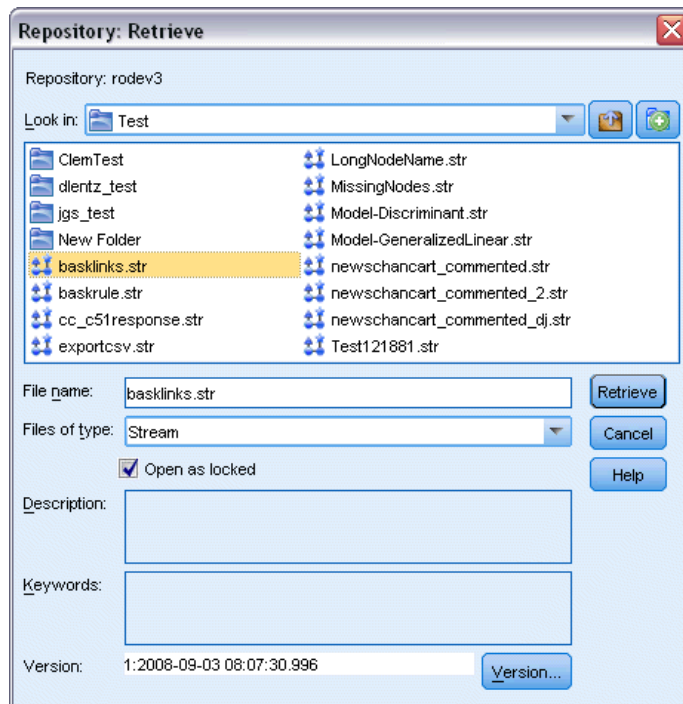 Repository: Retrieve
Repository: rodev3
Look in: Test
ClemTest
dlentz_test
jgs_test
New Folder
basklinks.str
baskrule.str
cc_c51response.str
exportcsv.str
LongNodeName.str
MissingNodes.str
Model-Discriminant.str
Model-GeneralizedLinear.str
newschancart_commented.str
newschancart_commented_2.str
newschancart_commented_dj.str
Test121881.str
File name: basklinks.str Retrieve
Files of type: Stream Cancel
Open as locked Help
Description:
Keywords:
Version: 1:2008-09-03 08:07:30.996 Version...